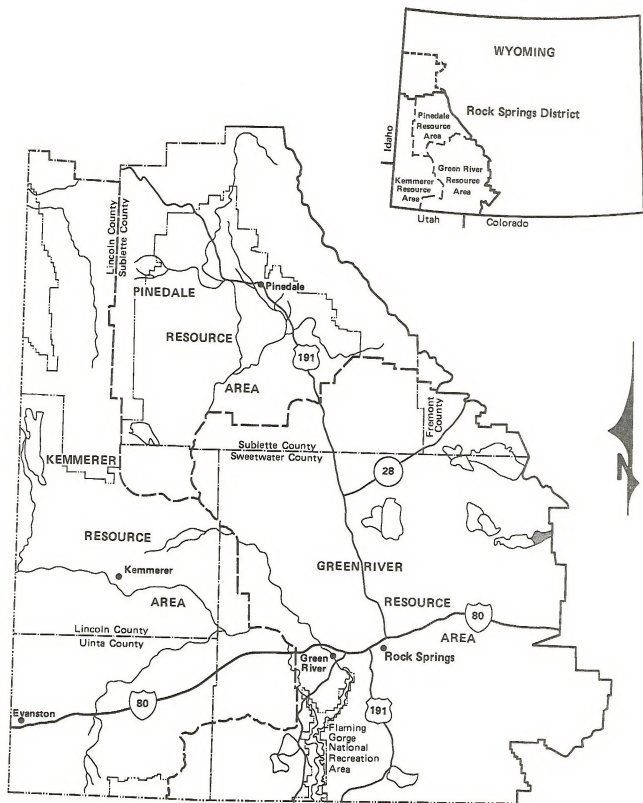 WYOMING
Rock Springs District
Pinedale
Resource
Area
Green River
Resource
Area
Kemmerer
Resource
Area
Idaho
Utah
Colorado
Lincoln County
Sublette County
PINEDALE
Pinedale
RESOURCE
191
AREA
Fremont
County
Sublette County
Sweetwater County
KEMMERER
28
N
RESOURCE
Kemmerer
GREEN RIVER
RESOURCE
AREA
80
AREA
Lincoln County
Uinta County
Green
River
Rock Springs
Evanston
80
191
Flaming
Gorge
National
Recreation
Area